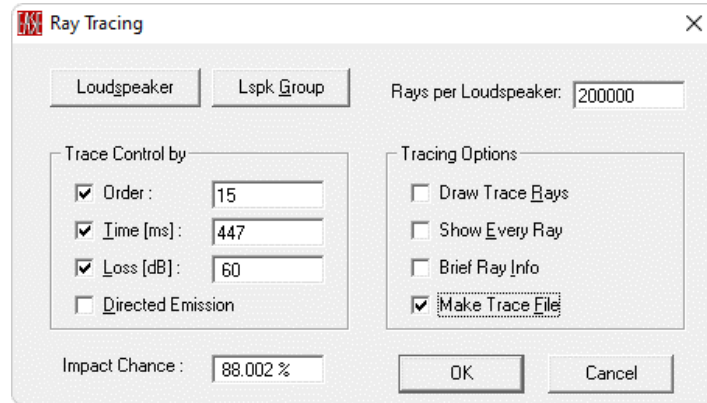 EASE Ray Tracing
Loudspeaker Lspk Group Rays per Loudspeaker: 200000
Trace Control by Tracing Options
Order : 15 Draw Trace Rays
Time [ms] : 447 Show Every Ray
Loss [dB] : 60 Brief Ray Info
Directed Emission Make Trace File
Impact Chance : 88.002 % OK Cancel